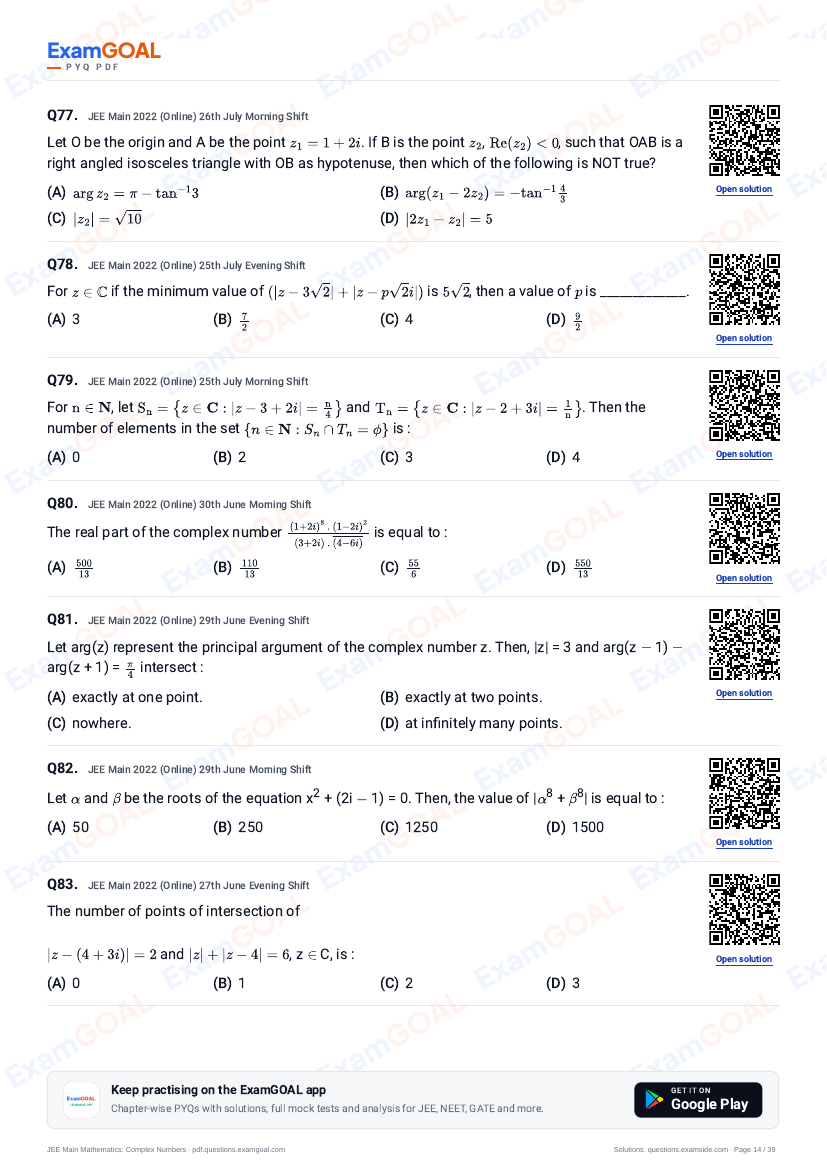 ExamGOAL
PYQ PDF
Q77. JEE Main 2022 (Online) 26th July Morning Shift
Let O be the origin and A be the point z₁ = 1 + 2i. If B is the point z₂, Re(z₂) < 0, such that OAB is a
right angled isosceles triangle with OB as hypotenuse, then which of the following is NOT true?
Open solution
(A) arg z₂ = π − tan⁻¹3 (B) arg(z₁ − 2z₂) = −tan⁻¹ 4/3
(C) |z₂| = √10 (D) |2z₁ − z₂| = 5
Q78. JEE Main 2022 (Online) 25th July Evening Shift
For z ∈ ℂ if the minimum value of (|z − 3√2| + |z − p√2i|) is 5√2, then a value of p is ____________.
(A) 3 (B) 7/2 (C) 4 (D) 9/2
Open solution
Q79. JEE Main 2022 (Online) 25th July Morning Shift
For n ∈ N, let Sₙ = {z ∈ C : |z − 3 + 2i| = n/4} and Tₙ = {z ∈ C : |z − 2 + 3i| = 1/n}. Then the
number of elements in the set {n ∈ N : Sₙ ∩ Tₙ = ϕ} is :
(A) 0 (B) 2 (C) 3 (D) 4
Open solution
Q80. JEE Main 2022 (Online) 30th June Morning Shift
The real part of the complex number \frac{(1+2i)^8 . (1−2i)^2}{(3+2i) . \overline{(4−6i)}} is equal to :
(A) 500/13 (B) 110/13 (C) 55/6 (D) 550/13
Open solution
Q81. JEE Main 2022 (Online) 29th June Evening Shift
Let arg(z) represent the principal argument of the complex number z. Then, |z| = 3 and arg(z − 1) −
arg(z + 1) = π/4 intersect :
(A) exactly at one point. (B) exactly at two points.
Open solution
(C) nowhere. (D) at infinitely many points.
Q82. JEE Main 2022 (Online) 29th June Morning Shift
Let α and β be the roots of the equation x² + (2i − 1) = 0. Then, the value of |α⁸ + β⁸| is equal to :
(A) 50 (B) 250 (C) 1250 (D) 1500
Open solution
Q83. JEE Main 2022 (Online) 27th June Evening Shift
The number of points of intersection of
|z − (4 + 3i)| = 2 and |z| + |z − 4| = 6, z ∈ C, is :
Open solution
(A) 0 (B) 1 (C) 2 (D) 3
Keep practising on the ExamGOAL app
Chapter-wise PYQs with solutions, full mock tests and analysis for JEE, NEET, GATE and more.
ExamGOAL
GET IT ON
Google Play
JEE Main Mathematics: Complex Numbers · pdf.questions.examgoal.com
Solutions: questions.examside.com · Page 14 / 39